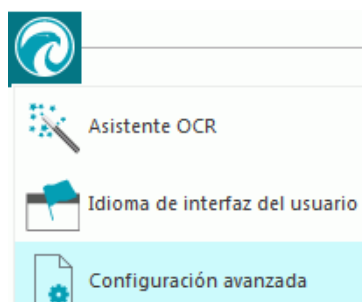 Asistente OCR
Idioma de interfaz del usuario
Configuración avanzada